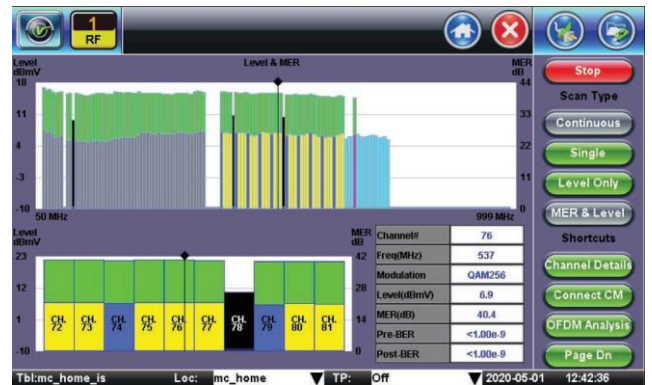 1
RF
Level
dBmV
Level & MER
MER
dB
18
11
4
-3
-10
44
33
22
11
0
50 MHz
999 MHz
Level
dBmV
MER
dB
23
12
1
-10
42
28
14
0
CH.
72
CH.
73
CH.
74
CH.
75
CH.
76
CH.
77
CH.
78
CH.
79
CH.
80
CH.
81
Channel# 76
Freq(MHz) 537
Modulation QAM256
Level(dBmV) 6.9
MER(dB) 40.4
Pre-BER <1.00e-9
Post-BER <1.00e-9
Stop
Scan Type
Continuous
Single
Level Only
MER & Level
Shortcuts
Channel Details
Connect CM
OFDM Analysis
Page Dn
Tbl:mc_home_is Loc: mc_home TP: Off 2020-05-01 12:42:36